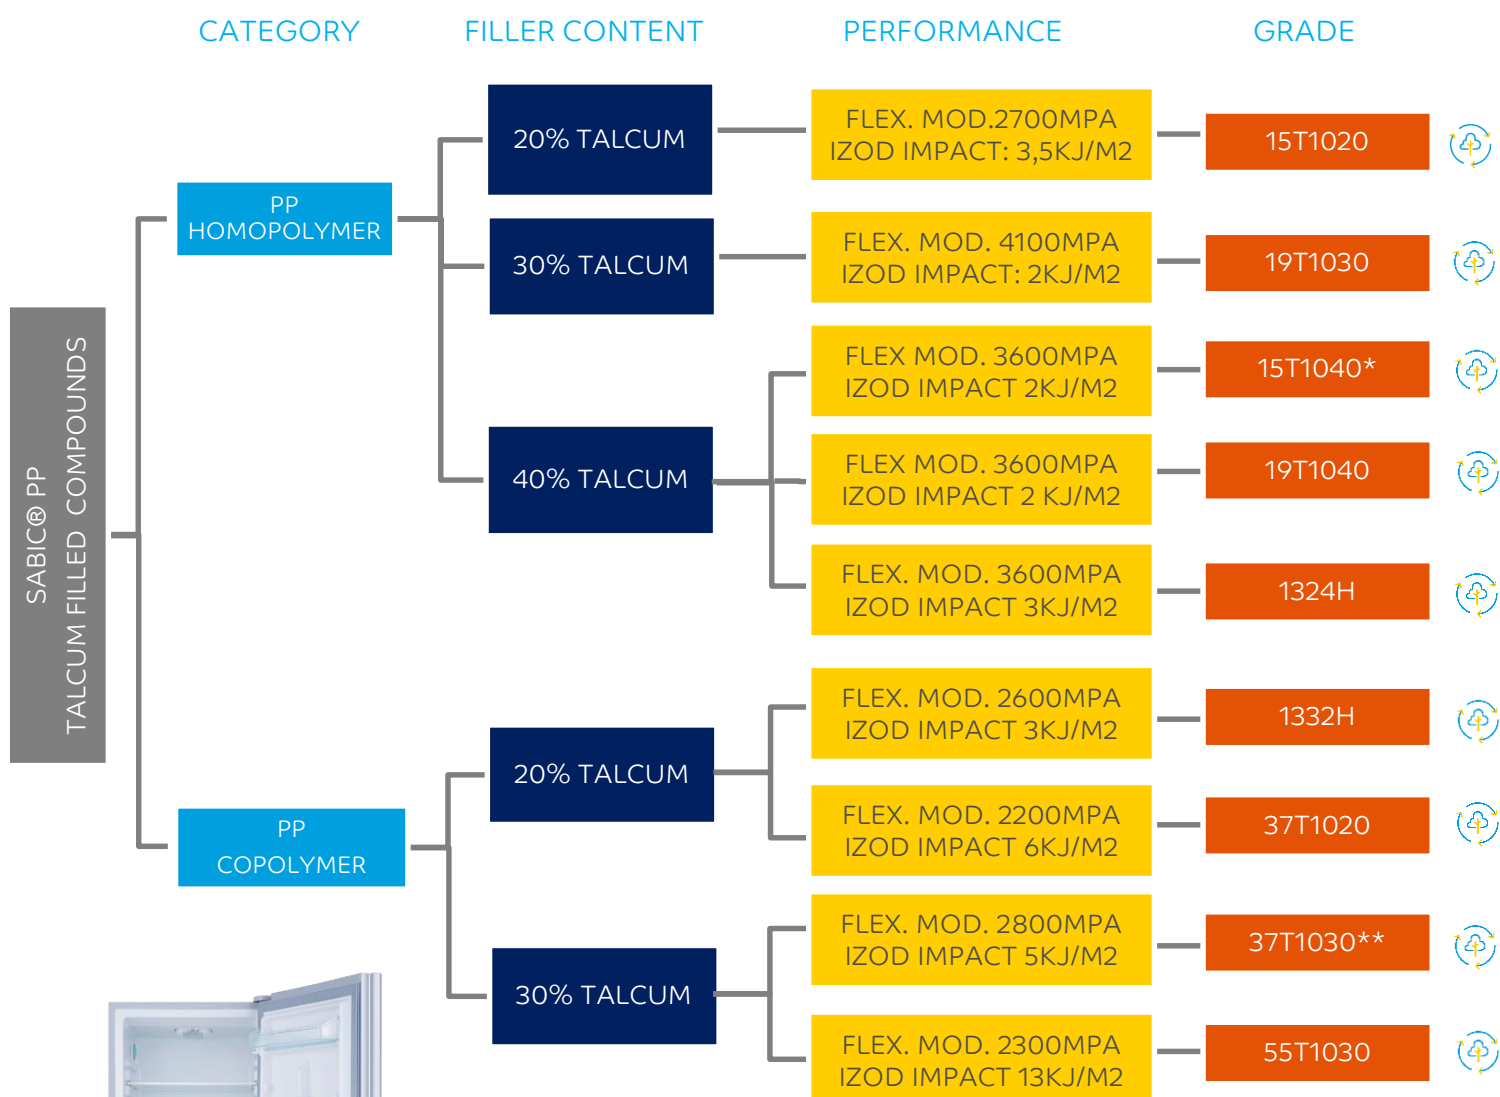 CATEGORY
FILLER CONTENT
PERFORMANCE
GRADE
SABIC® PP
TALCUM FILLED COMPOUNDS
PP
HOMOPOLYMER
20% TALCUM
FLEX. MOD.2700MPA
IZOD IMPACT: 3,5KJ/M2
15T1020
30% TALCUM
FLEX. MOD. 4100MPA
IZOD IMPACT: 2KJ/M2
19T1030
40% TALCUM
FLEX MOD. 3600MPA
IZOD IMPACT 2KJ/M2
15T1040*
FLEX MOD. 3600MPA
IZOD IMPACT 2 KJ/M2
19T1040
FLEX. MOD. 3600MPA
IZOD IMPACT 3KJ/M2
1324H
PP
COPOLYMER
20% TALCUM
FLEX. MOD. 2600MPA
IZOD IMPACT 3KJ/M2
1332H
FLEX. MOD. 2200MPA
IZOD IMPACT 6KJ/M2
37T1020
30% TALCUM
FLEX. MOD. 2800MPA
IZOD IMPACT 5KJ/M2
37T1030**
FLEX. MOD. 2300MPA
IZOD IMPACT 13KJ/M2
55T1030